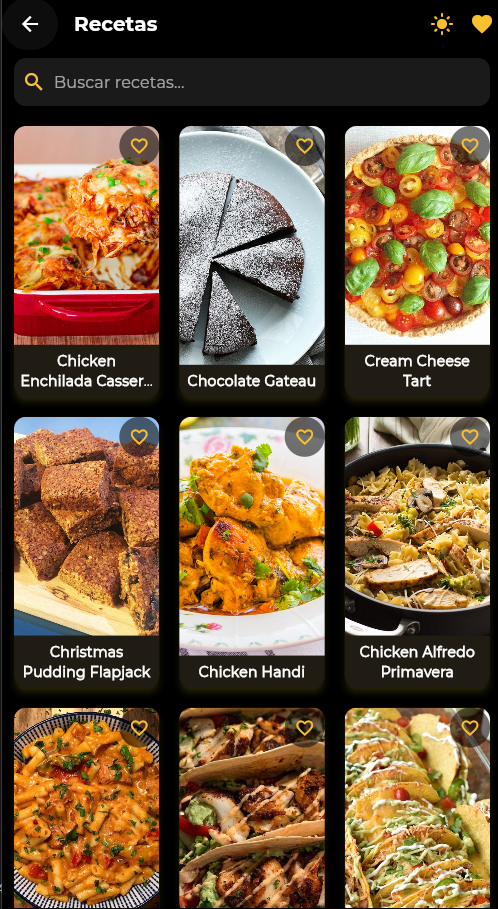 Recetas
Buscar recetas...
Chicken
Enchilada Casser...
Chocolate Gateau
Cream Cheese
Tart
Christmas
Pudding Flapjack
Chicken Handi
Chicken Alfredo
Primavera